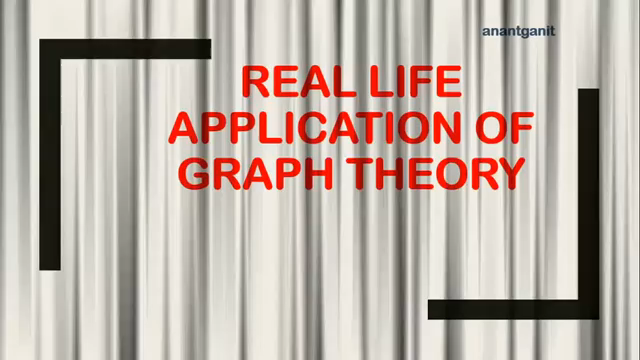 anantganit
REAL LIFE
APPLICATION OF
GRAPH THEORY